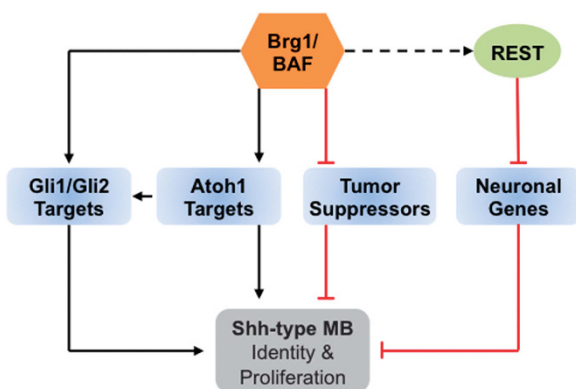 Brg1/
BAF
REST
Gli1/Gli2
Targets
Atoh1
Targets
Tumor
Suppressors
Neuronal
Genes
Shh-type MB
Identity &
Proliferation